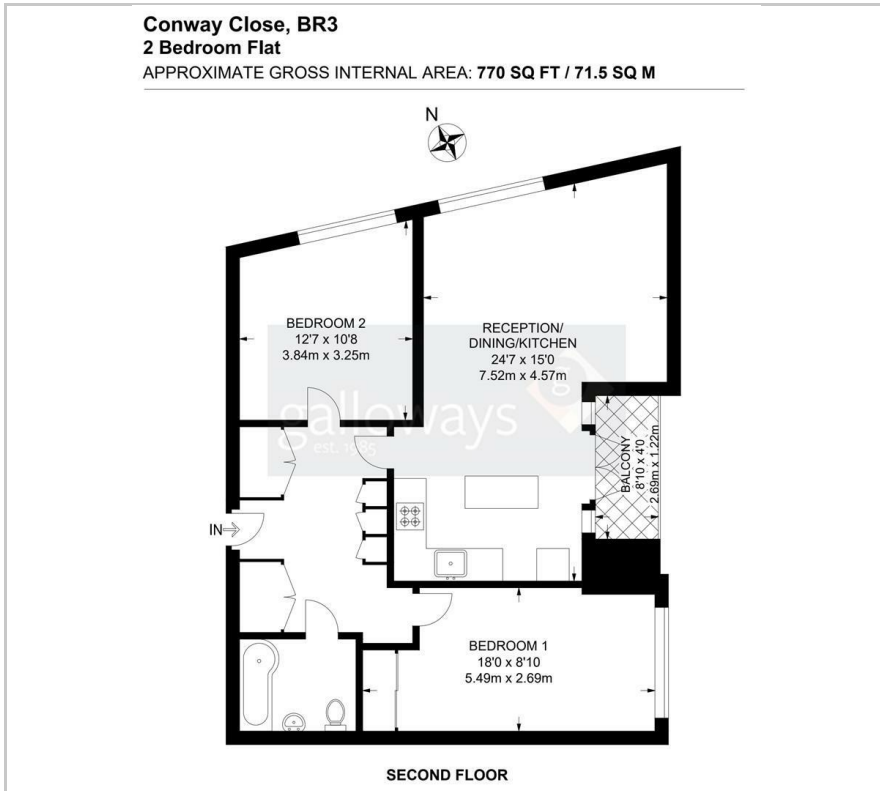 Conway Close, BR3
2 Bedroom Flat
APPROXIMATE GROSS INTERNAL AREA: 770 SQ FT / 71.5 SQ M
N
BEDROOM 2
12'7 x 10'8
3.84m x 3.25m
RECEPTION/
DINING/KITCHEN
24'7 x 15'0
7.52m x 4.57m
galloways
est. 1985
g
BALCONY
8'10 x 4'0
2.69m x 1.22m
IN
BEDROOM 1
18'0 x 8'10
5.49m x 2.69m
SECOND FLOOR